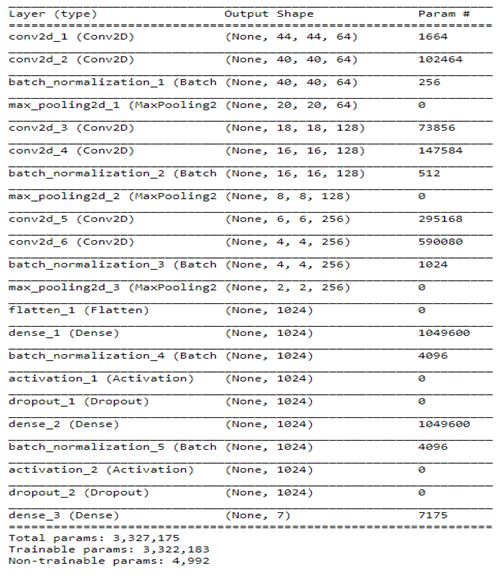 Layer (type) Output Shape Param #
conv2d_1 (Conv2D) (None, 44, 44, 64) 1664
conv2d_2 (Conv2D) (None, 40, 40, 64) 102464
batch_normalization_1 (Batch (None, 40, 40, 64) 256
max_pooling2d_1 (MaxPooling2 (None, 20, 20, 64) 0
conv2d_3 (Conv2D) (None, 18, 18, 128) 73856
conv2d_4 (Conv2D) (None, 16, 16, 128) 147584
batch_normalization_2 (Batch (None, 16, 16, 128) 512
max_pooling2d_2 (MaxPooling2 (None, 8, 8, 128) 0
conv2d_5 (Conv2D) (None, 6, 6, 256) 295168
conv2d_6 (Conv2D) (None, 4, 4, 256) 590080
batch_normalization_3 (Batch (None, 4, 4, 256) 1024
max_pooling2d_3 (MaxPooling2 (None, 2, 2, 256) 0
flatten_1 (Flatten) (None, 1024) 0
dense_1 (Dense) (None, 1024) 1049600
batch_normalization_4 (Batch (None, 1024) 4096
activation_1 (Activation) (None, 1024) 0
dropout_1 (Dropout) (None, 1024) 0
dense_2 (Dense) (None, 1024) 1049600
batch_normalization_5 (Batch (None, 1024) 4096
activation_2 (Activation) (None, 1024) 0
dropout_2 (Dropout) (None, 1024) 0
dense_3 (Dense) (None, 7) 7175
Total params: 3,327,175
Trainable params: 3,322,183
Non-trainable params: 4,992